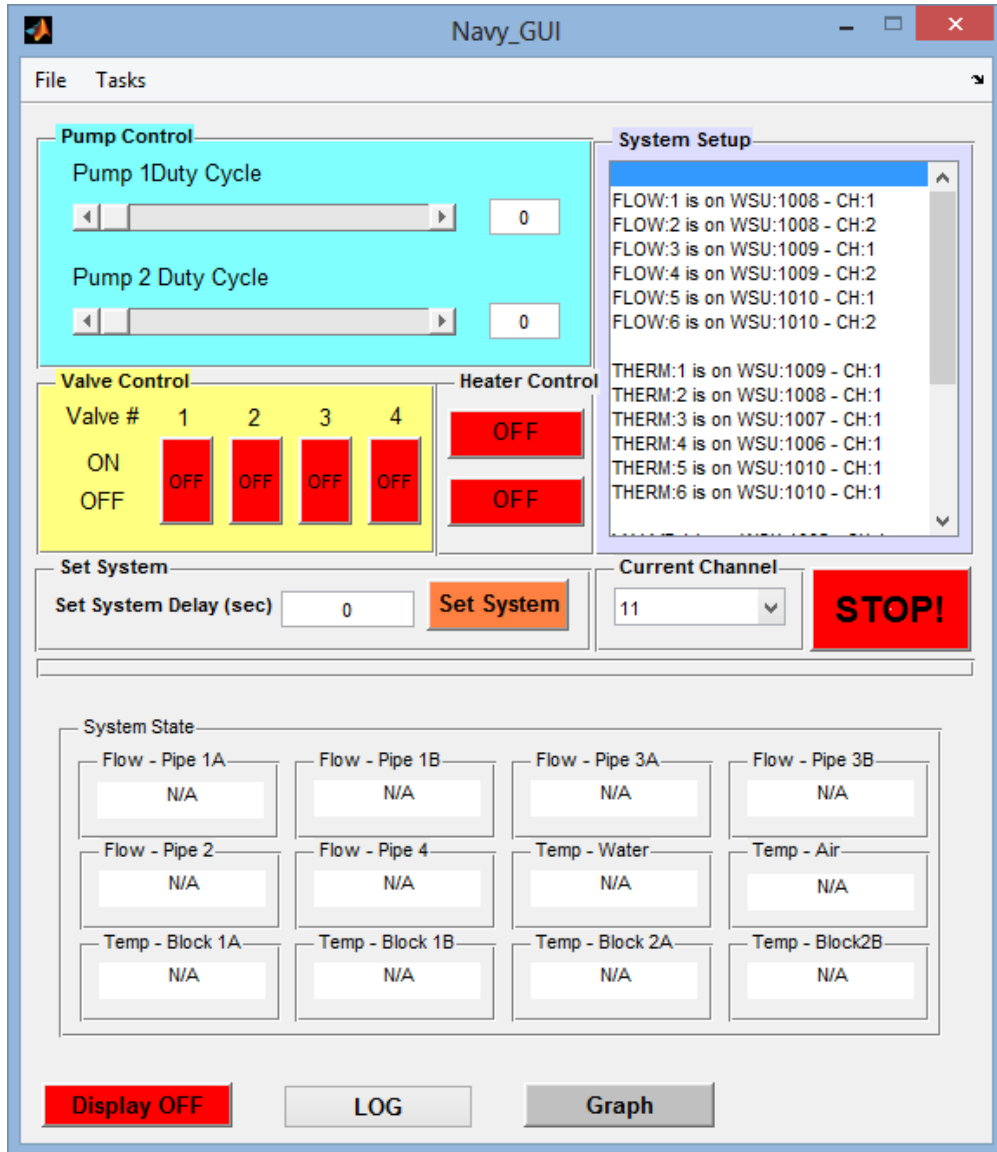 Navy_GUI
File Tasks
Pump Control
Pump 1Duty Cycle
0
Pump 2 Duty Cycle
0
System Setup
FLOW:1 is on WSU:1008 - CH:1
FLOW:2 is on WSU:1008 - CH:2
FLOW:3 is on WSU:1009 - CH:1
FLOW:4 is on WSU:1009 - CH:2
FLOW:5 is on WSU:1010 - CH:1
FLOW:6 is on WSU:1010 - CH:2
THERM:1 is on WSU:1009 - CH:1
THERM:2 is on WSU:1008 - CH:1
THERM:3 is on WSU:1007 - CH:1
THERM:4 is on WSU:1006 - CH:1
THERM:5 is on WSU:1010 - CH:1
THERM:6 is on WSU:1010 - CH:1
Valve Control
Valve # 1 2 3 4
ON
OFF
OFF OFF OFF OFF
Heater Control
OFF
OFF
Set System
Set System Delay (sec) 0 Set System
Current Channel
11
STOP!
System State
Flow - Pipe 1A Flow - Pipe 1B Flow - Pipe 3A Flow - Pipe 3B
N/A N/A N/A N/A
Flow - Pipe 2 Flow - Pipe 4 Temp - Water Temp - Air
N/A N/A N/A N/A
Temp - Block 1A Temp - Block 1B Temp - Block 2A Temp - Block2B
N/A N/A N/A N/A
Display OFF LOG Graph